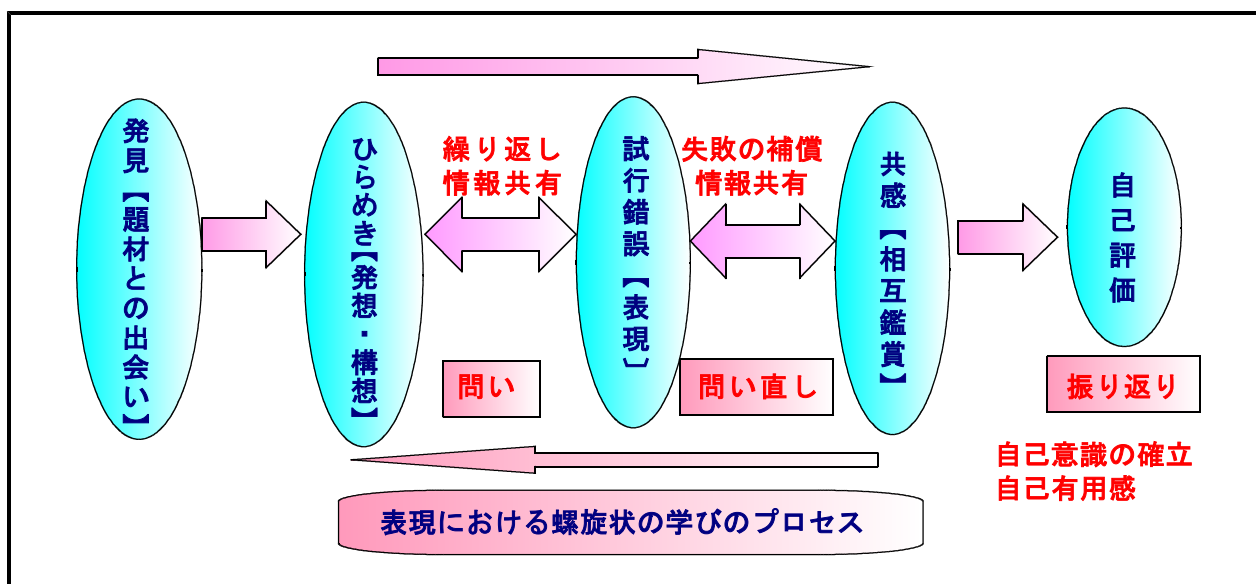 発見【題材との出会い】
ひらめき【発想・構想】
繰り返し
情報共有
問い
試行錯誤【表現〕
失敗の補償
情報共有
問い直し
共感【相互鑑賞】
自己評価
振り返り
自己意識の確立
自己有用感
表現における螺旋状の学びのプロセス